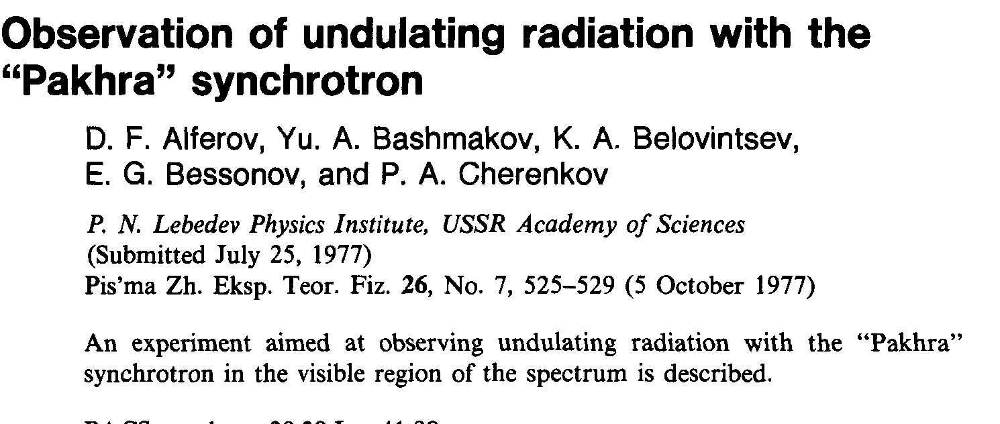 Observation of undulating radiation with the
“Pakhra” synchrotron
D. F. Alferov, Yu. A. Bashmakov, K. A. Belovintsev,
E. G. Bessonov, and P. A. Cherenkov
P. N. Lebedev Physics Institute, USSR Academy of Sciences
(Submitted July 25, 1977)
Pis’ma Zh. Eksp. Teor. Fiz. 26, No. 7, 525–529 (5 October 1977)
An experiment aimed at observing undulating radiation with the “Pakhra”
synchrotron in the visible region of the spectrum is described.